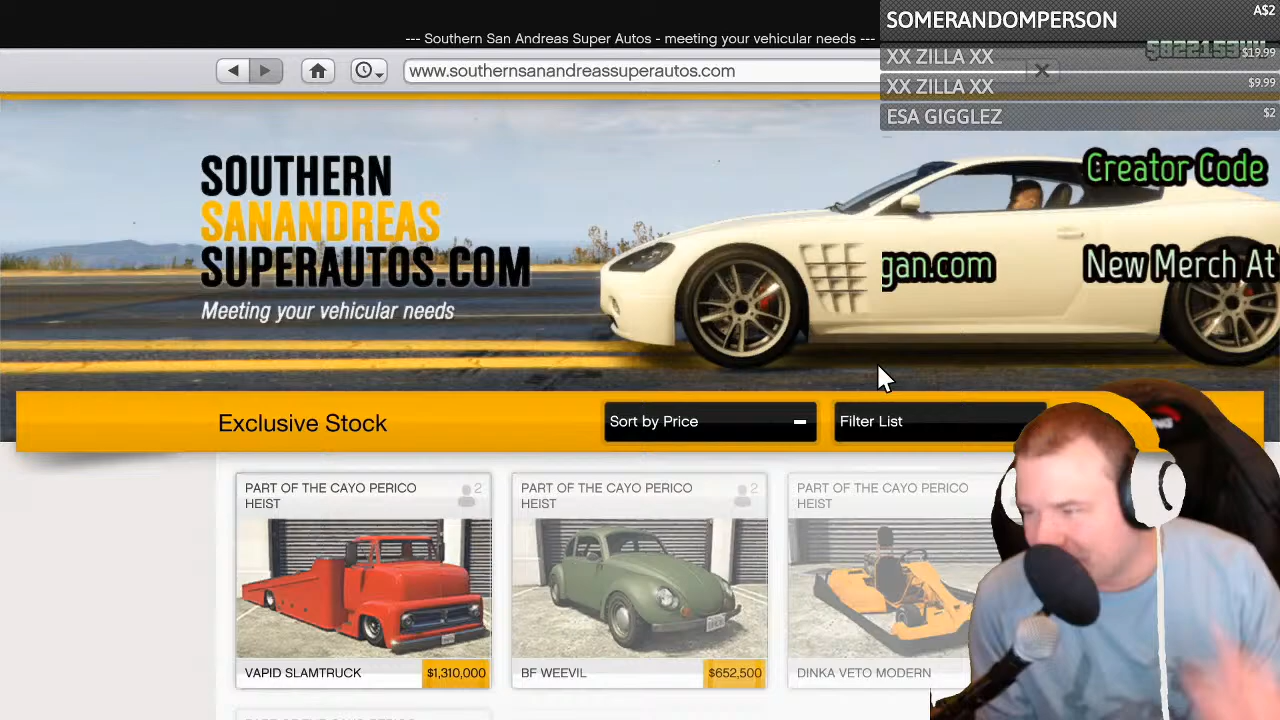 SOMERANDOMPERSON A$2
--- Southern San Andreas Super Autos - meeting your vehicular needs ---
XX ZILLA XX $19.99
www.southernsanandreassuperautos.com
XX ZILLA XX $9.99
ESA GIGGLEZ $2
SOUTHERN
SANANDREAS
SUPERAUTOS.COM
Meeting your vehicular needs
Creator Code
gan.com New Merch At
Exclusive Stock
Sort by Price
Filter List
PART OF THE CAYO PERICO
HEIST
2
VAPID SLAMTRUCK
$1,310,000
PART OF THE CAYO PERICO
HEIST
2
BF WEEVIL
$652,500
PART OF THE CAYO PERICO
HEIST
DINKA VETO MODERN